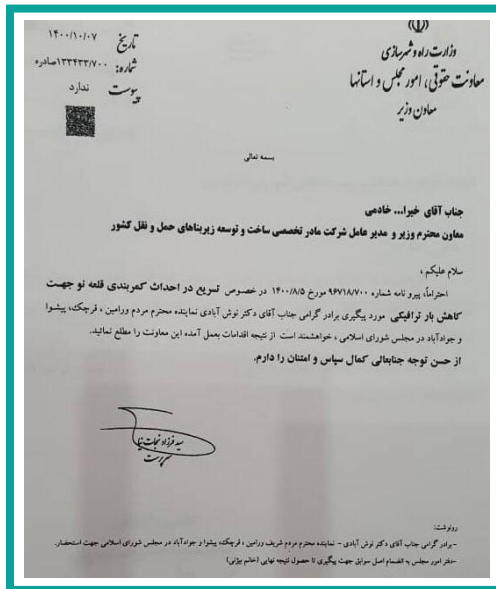 وزارت راه و شهرسازی
معاونت حقوقی، امور مجلس و استانها
معاون وزیر
تاریخ ۱۴۰۰/۱۰/۰۷
شماره: ۱۳۳۴۳۳/۷۰۰صادره
پیوست ندارد
بسمه تعالی
جناب آقای خیرا... خادمی
معاون محترم وزیر و مدیر عامل شرکت مادر تخصصی ساخت و توسعه زیربناهای حمل و نقل کشور
سلام علیکم ،
احتراماً، پیرو نامه شماره ۹۶۷۱۸/۷۰۰ مورخ ۱۴۰۰/۸/۵ در خصوص تسریع در احداث کمربندی قلعه نو جهت
کاهش بار ترافیکی مورد پیگیری برادر گرامی جناب آقای دکتر نوش آبادی نماینده محترم مردم ورامین ، قرچک، پیشوا
و جوادآباد در مجلس شورای اسلامی ، خواهشمند است از نتیجه اقدامات بعمل آمده این معاونت را مطلع نمائید.
از حسن توجه جنابعالی کمال سپاس و امتنان را دارم.
سید فرزاد نجات نیا
سرپرست
رونوشت:
- برادر گرامی جناب آقای دکتر نوش آبادی - نماینده محترم مردم شریف ورامین ، قرچک، پیشوا و جوادآباد در مجلس شورای اسلامی جهت استحضار.
-دفتر امور مجلس به انضمام اصل سوابق جهت پیگیری تا حصول نتیجه نهایی (خانم بیژنی)